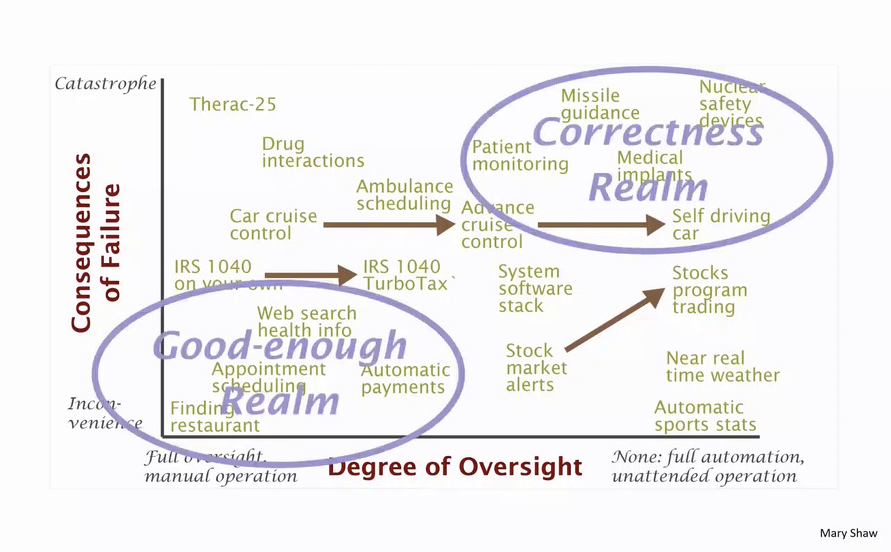 Catastrophe
Therac-25
Missile
guidance
Nuclear
safety
devices
Correctness
Realm
Drug
interactions
Patient
monitoring
Medical
implants
Ambulance
scheduling
Car cruise
control
Advance
cruise
control
Self driving
car
Consequences
of Failure
IRS 1040
on your own
IRS 1040
TurboTax`
System
software
stack
Stocks
program
trading
Web search
health info
Good-enough
Realm
Appointment
scheduling
Automatic
payments
Stock
market
alerts
Near real
time weather
Incon-
venience
Finding
restaurant
Automatic
sports stats
Full oversight,
manual operation
Degree of Oversight
None: full automation,
unattended operation
Mary Shaw